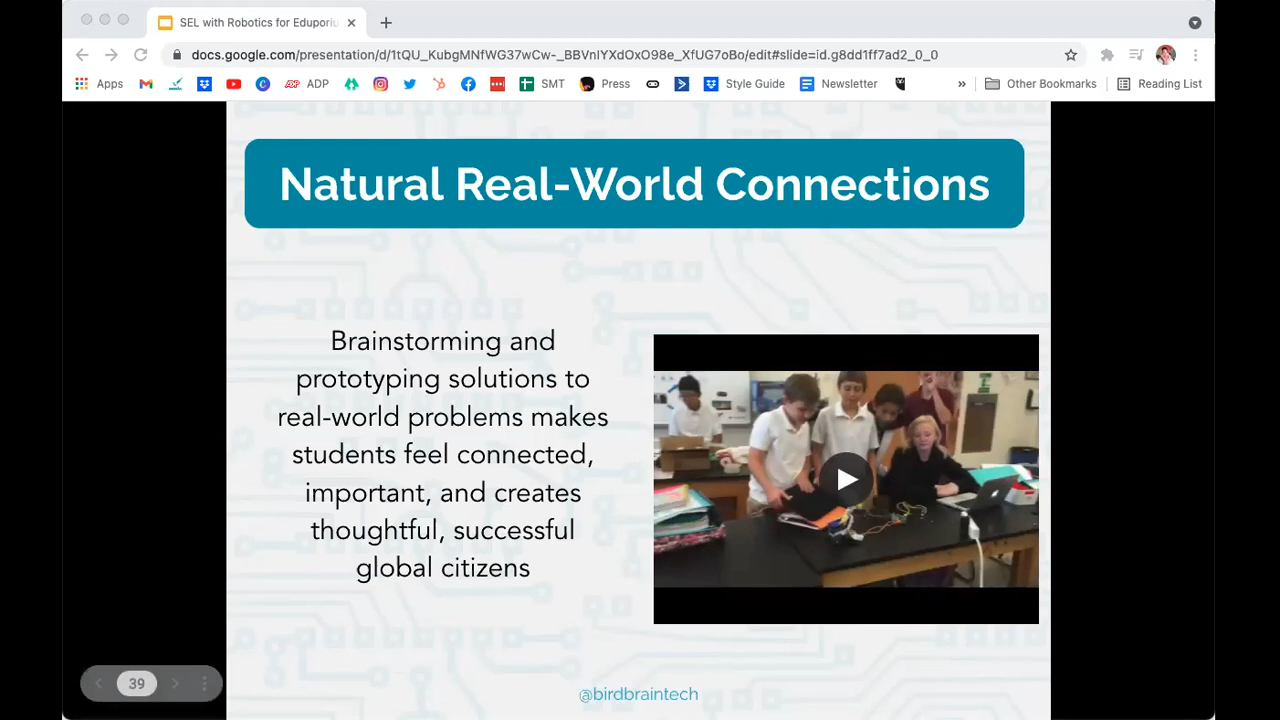 SEL with Robotics for Eduporiu
docs.google.com/presentation/d/1tQU_KubgMNfWG37wCw-_BBVnIYXdOxO98e_XfUG7oBo/edit#slide=id.g8dd1ff7ad2_0_0
Apps ADP SMT Press Style Guide Newsletter » Other Bookmarks Reading List
Natural Real-World Connections
Brainstorming and
prototyping solutions to
real-world problems makes
students feel connected,
important, and creates
thoughtful, successful
global citizens
39
@birdbraintech